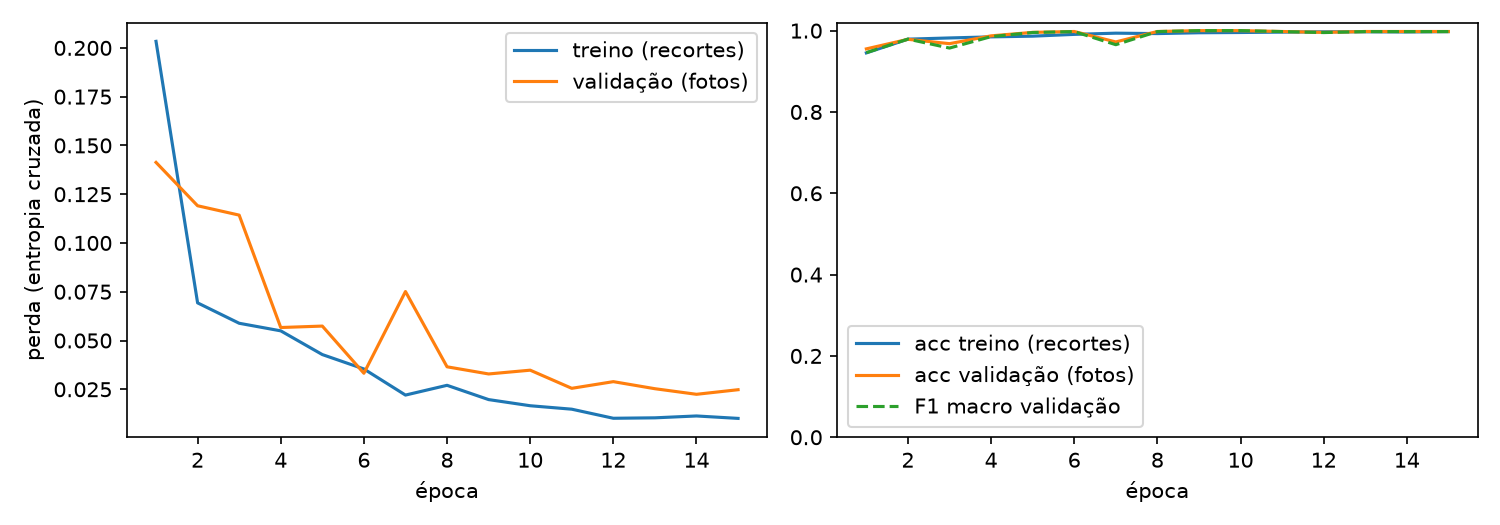 perda (entropia cruzada)
0.200
0.175
0.150
0.125
0.100
0.075
0.050
0.025
treino (recortes)
validação (fotos)
2 4 6 8 10 12 14
época
1.0
0.8
0.6
0.4
0.2
0.0
acc treino (recortes)
acc validação (fotos)
F1 macro validação
2 4 6 8 10 12 14
época